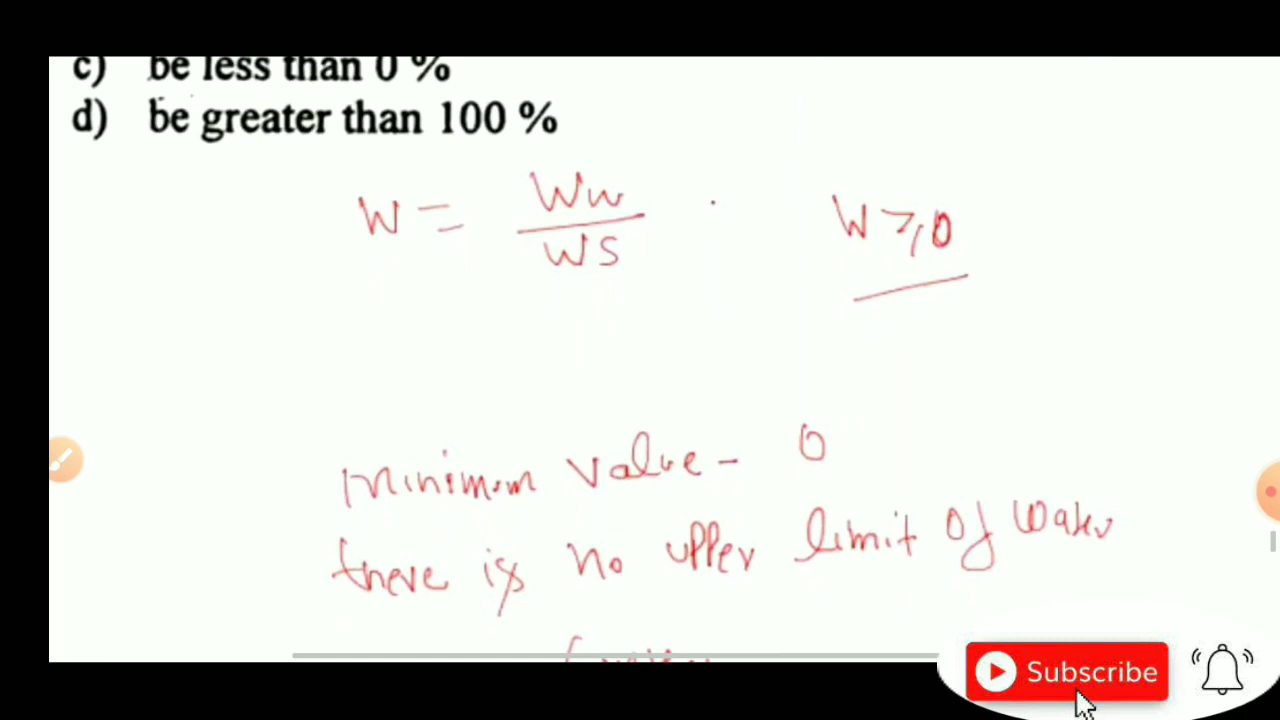 c) be less than 0 %
d) be greater than 100 %
W = Ww / Ws
W ≥ 0
Minimum value - 0
there is no upper limit of water
Subscribe